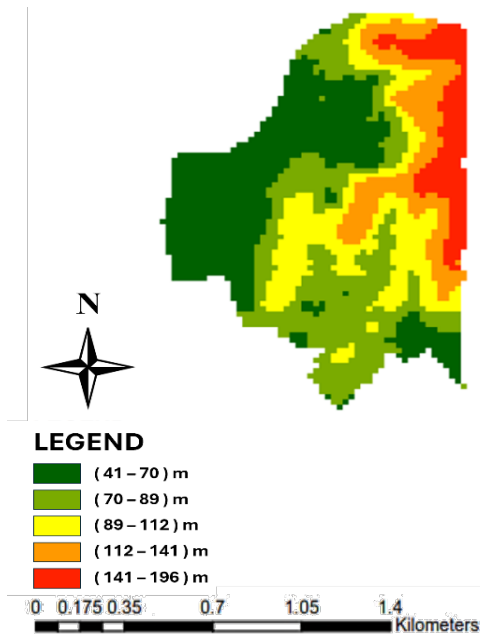 N
LEGEND
( 41 – 70 ) m
( 70 – 89 ) m
( 89 – 112 ) m
( 112 – 141 ) m
( 141 – 196 ) m
0 0.175 0.35 0.7 1.05 1.4
Kilometers